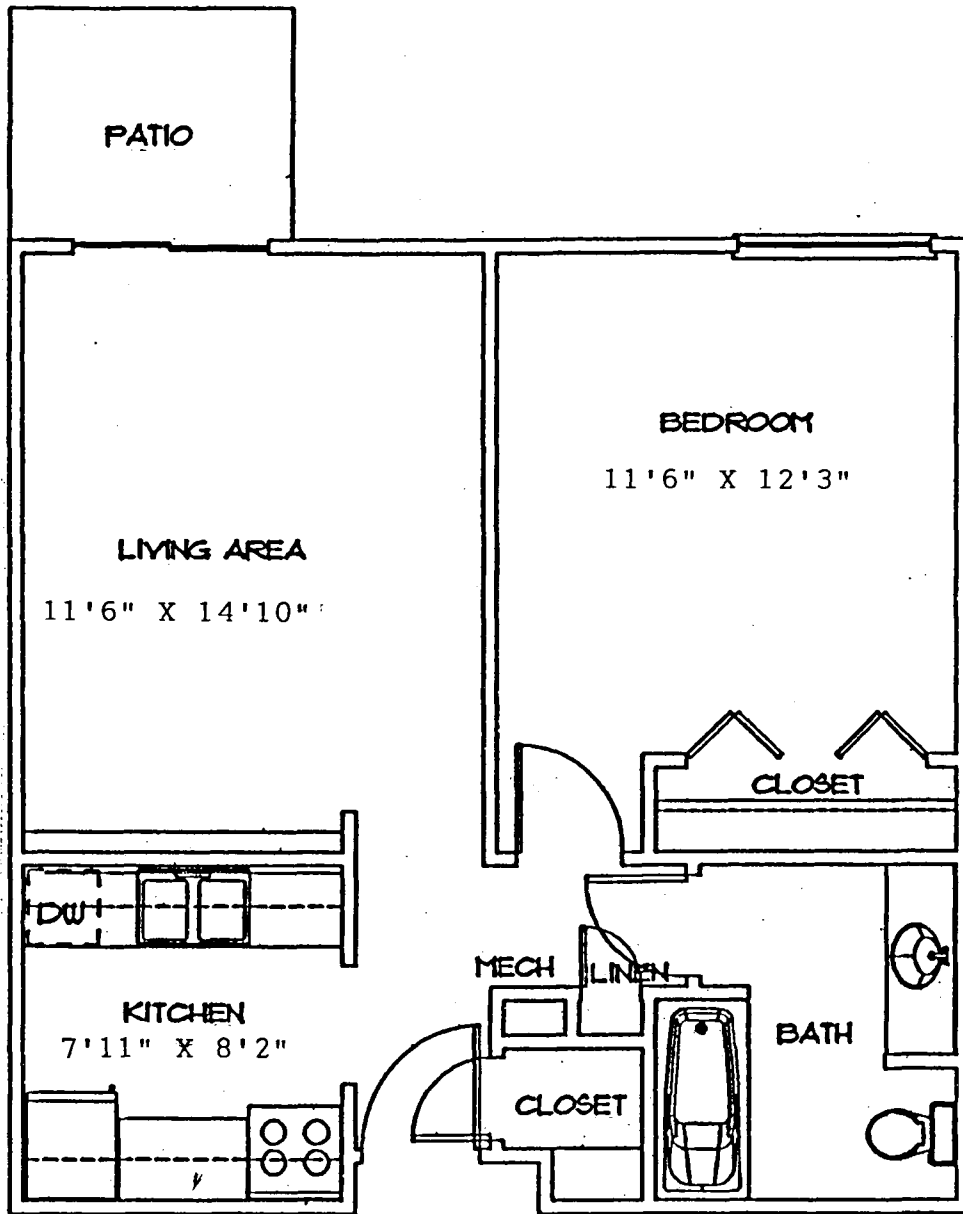 PATIO
BEDROOM
11'6" X 12'3"
LIVING AREA
11'6" X 14'10"
CLOSET
DW
MECH
LINEN
KITCHEN
7'11" X 8'2"
BATH
CLOSET